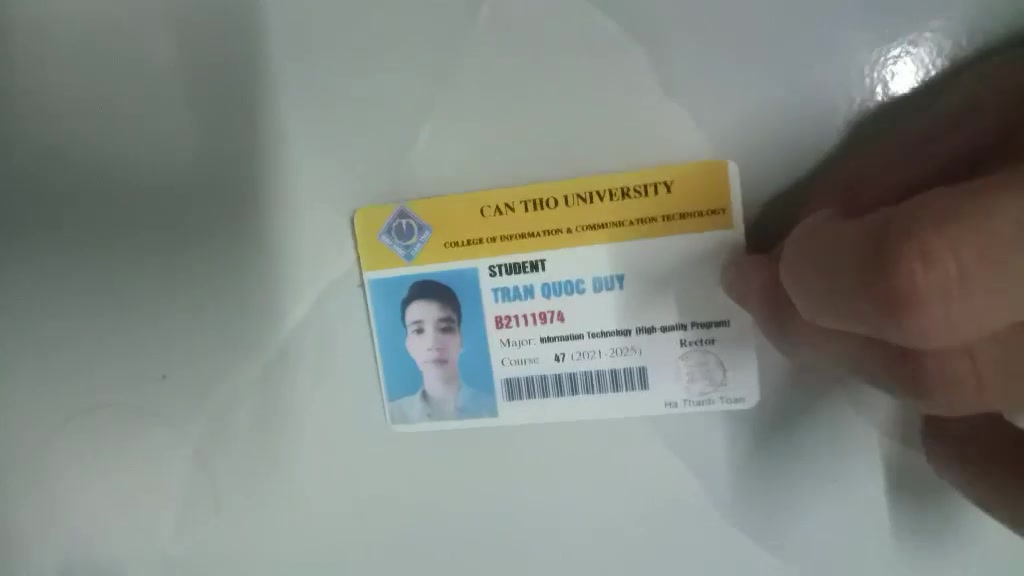 CAN THO UNIVERSITY
COLLEGE OF INFORMATION & COMMUNICATION TECHNOLOGY
STUDENT
TRAN QUOC DUY
B2111974
Major: Information Technology (High-quality Program)
Course 47 (2021-2025)
Rector
Ha Thanh Toan